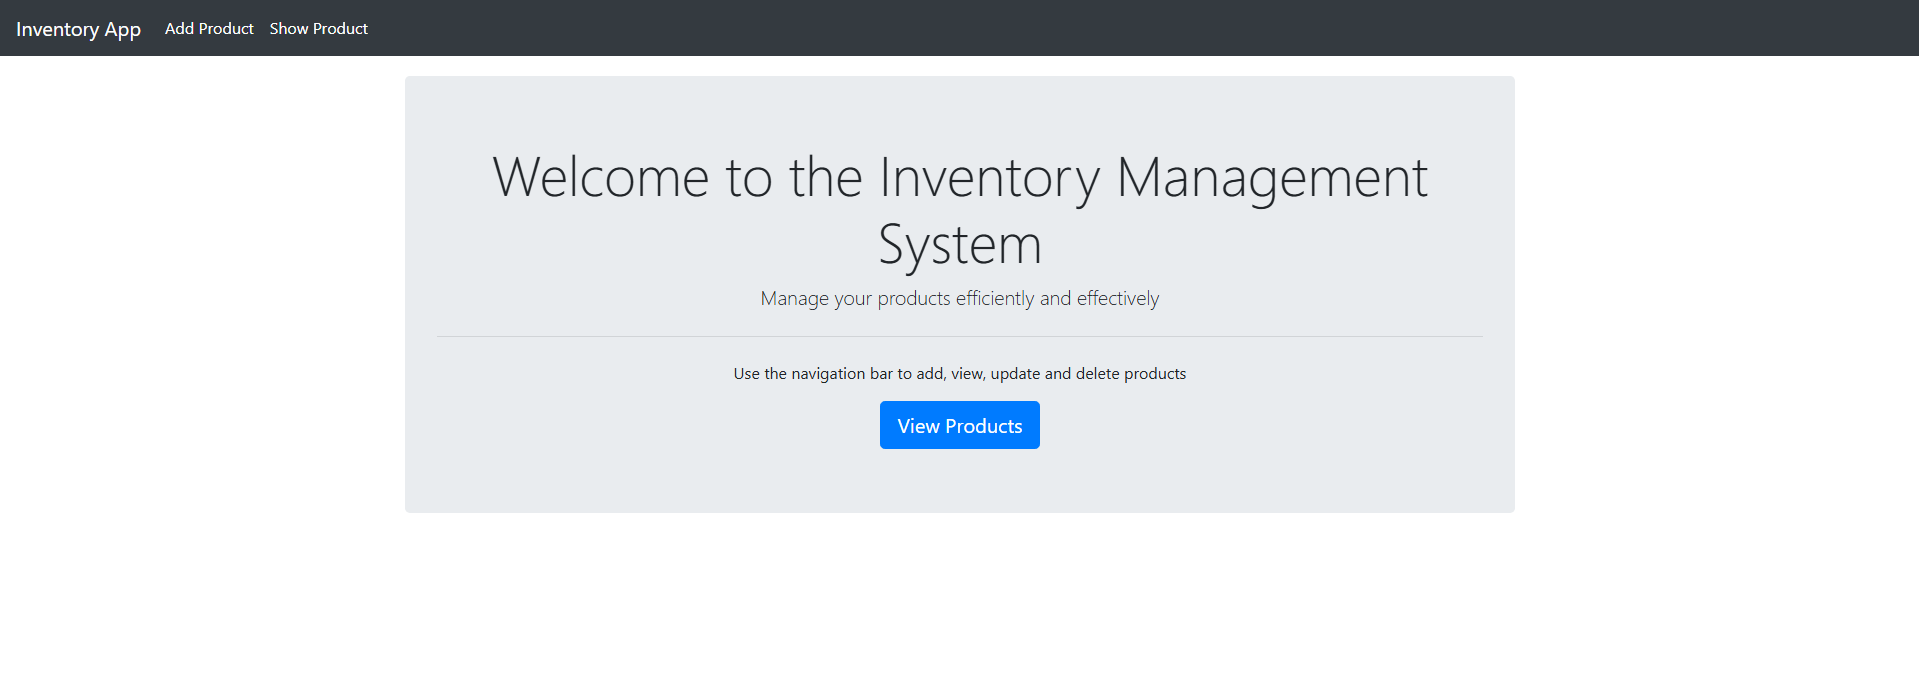 Inventory App Add Product Show Product
Welcome to the Inventory Management
System
Manage your products efficiently and effectively
Use the navigation bar to add, view, update and delete products
View Products